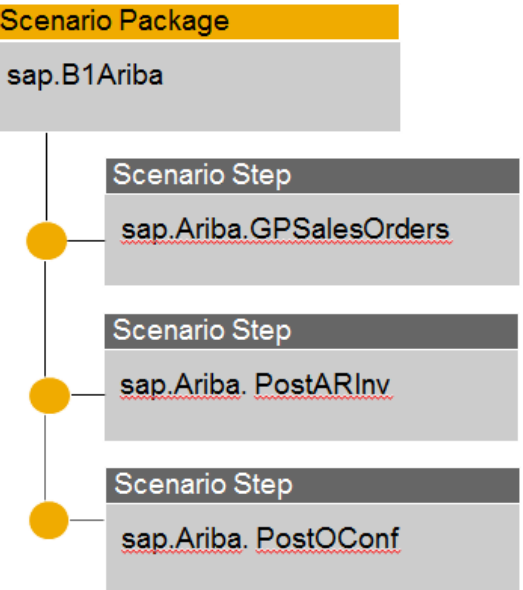 Scenario Package
sap.B1Ariba
Scenario Step
sap.Ariba.GPSalesOrders
Scenario Step
sap.Ariba. PostARInv
Scenario Step
sap.Ariba. PostOConf